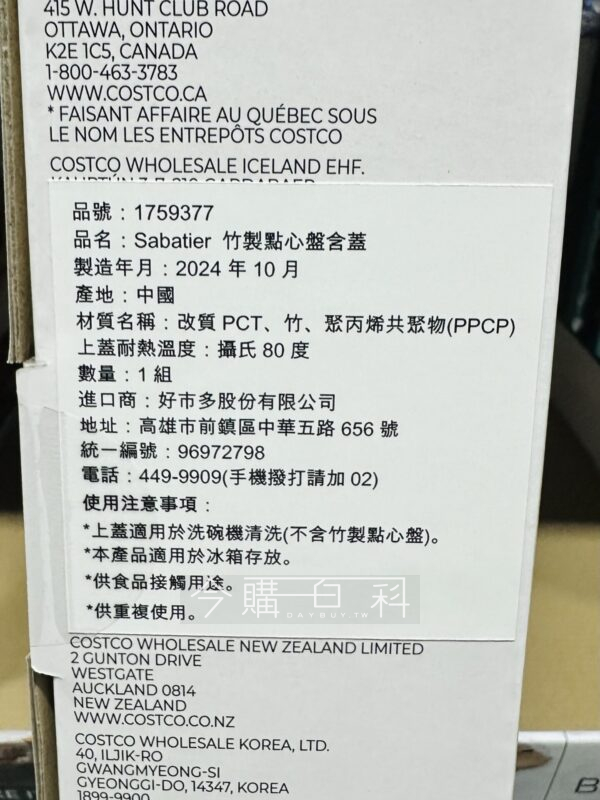 415 W. HUNT CLUB ROAD
OTTAWA, ONTARIO
K2E 1C5, CANADA
1-800-463-3783
WWW.COSTCO.CA
* FAISANT AFFAIRE AU QUÉBEC SOUS
LE NOM LES ENTREPÔTS COSTCO
COSTCO WHOLESALE ICELAND EHF.
品號：1759377
品名：Sabatier 竹製點心盤含蓋
製造年月：2024 年 10 月
產地：中國
材質名稱：改質 PCT、竹、聚丙烯共聚物(PPCP)
上蓋耐熱溫度：攝氏 80 度
數量：1 組
進口商：好市多股份有限公司
地址：高雄市前鎮區中華五路 656 號
統一編號：96972798
電話：449-9909(手機撥打請加 02)
使用注意事項：
*上蓋適用於洗碗機清洗(不含竹製點心盤)。
*本產品適用於冰箱存放。
*供食品接觸用途。
*供重複使用。
今購百科
DAYBUY.TW
COSTCO WHOLESALE NEW ZEALAND LIMITED
2 GUNTON DRIVE
WESTGATE
AUCKLAND 0814
NEW ZEALAND
WWW.COSTCO.CO.NZ
COSTCO WHOLESALE KOREA, LTD.
40, ILJIK-RO
GWANGMYEONG-SI
GYEONGGI-DO, 14347, KOREA
1899-9900